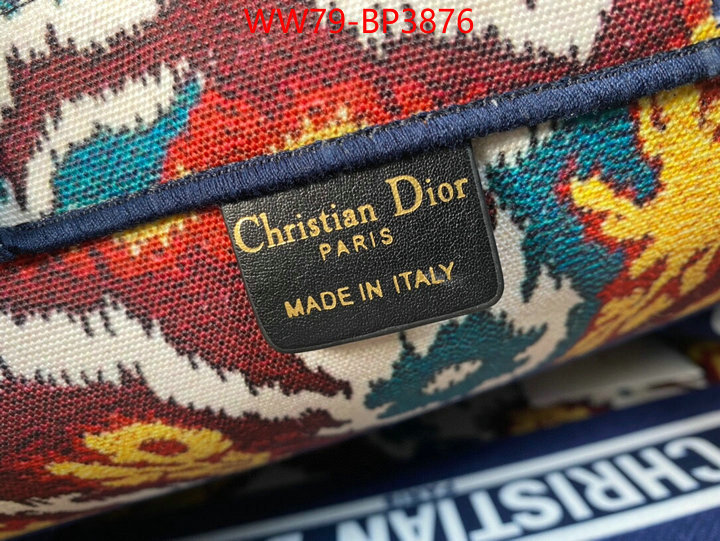 WW79-BP3876
Christian Dior
PARIS
MADE IN ITALY
CHRISTIAN